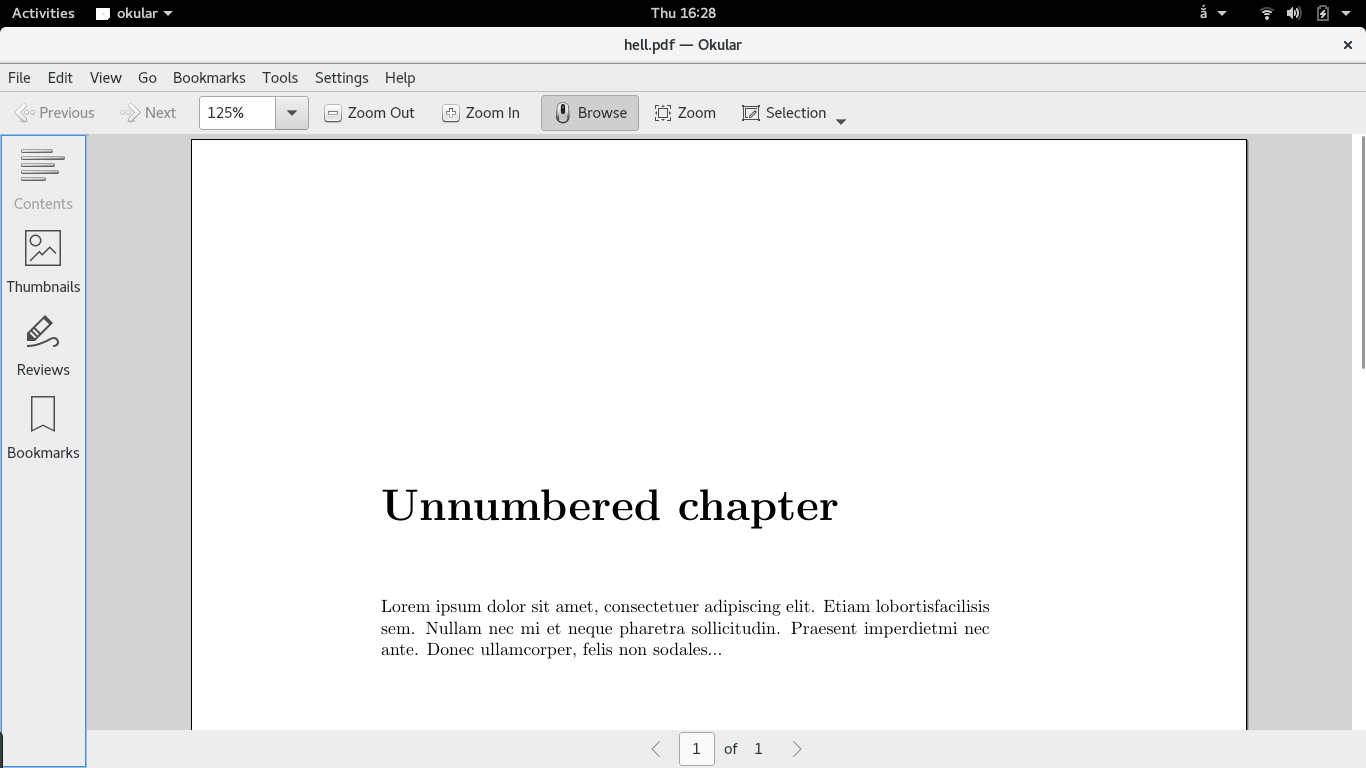 Activities okular Thu 16:28 ă
hell.pdf — Okular
File Edit View Go Bookmarks Tools Settings Help
Previous Next 125% Zoom Out Zoom In Browse Zoom Selection
Contents
Thumbnails
Reviews
Bookmarks
Unnumbered chapter
Lorem ipsum dolor sit amet, consectetuer adipiscing elit. Etiam lobortisfacilisis
sem. Nullam nec mi et neque pharetra sollicitudin. Praesent imperdietmi nec
ante. Donec ullamcorper, felis non sodales...
1 of 1